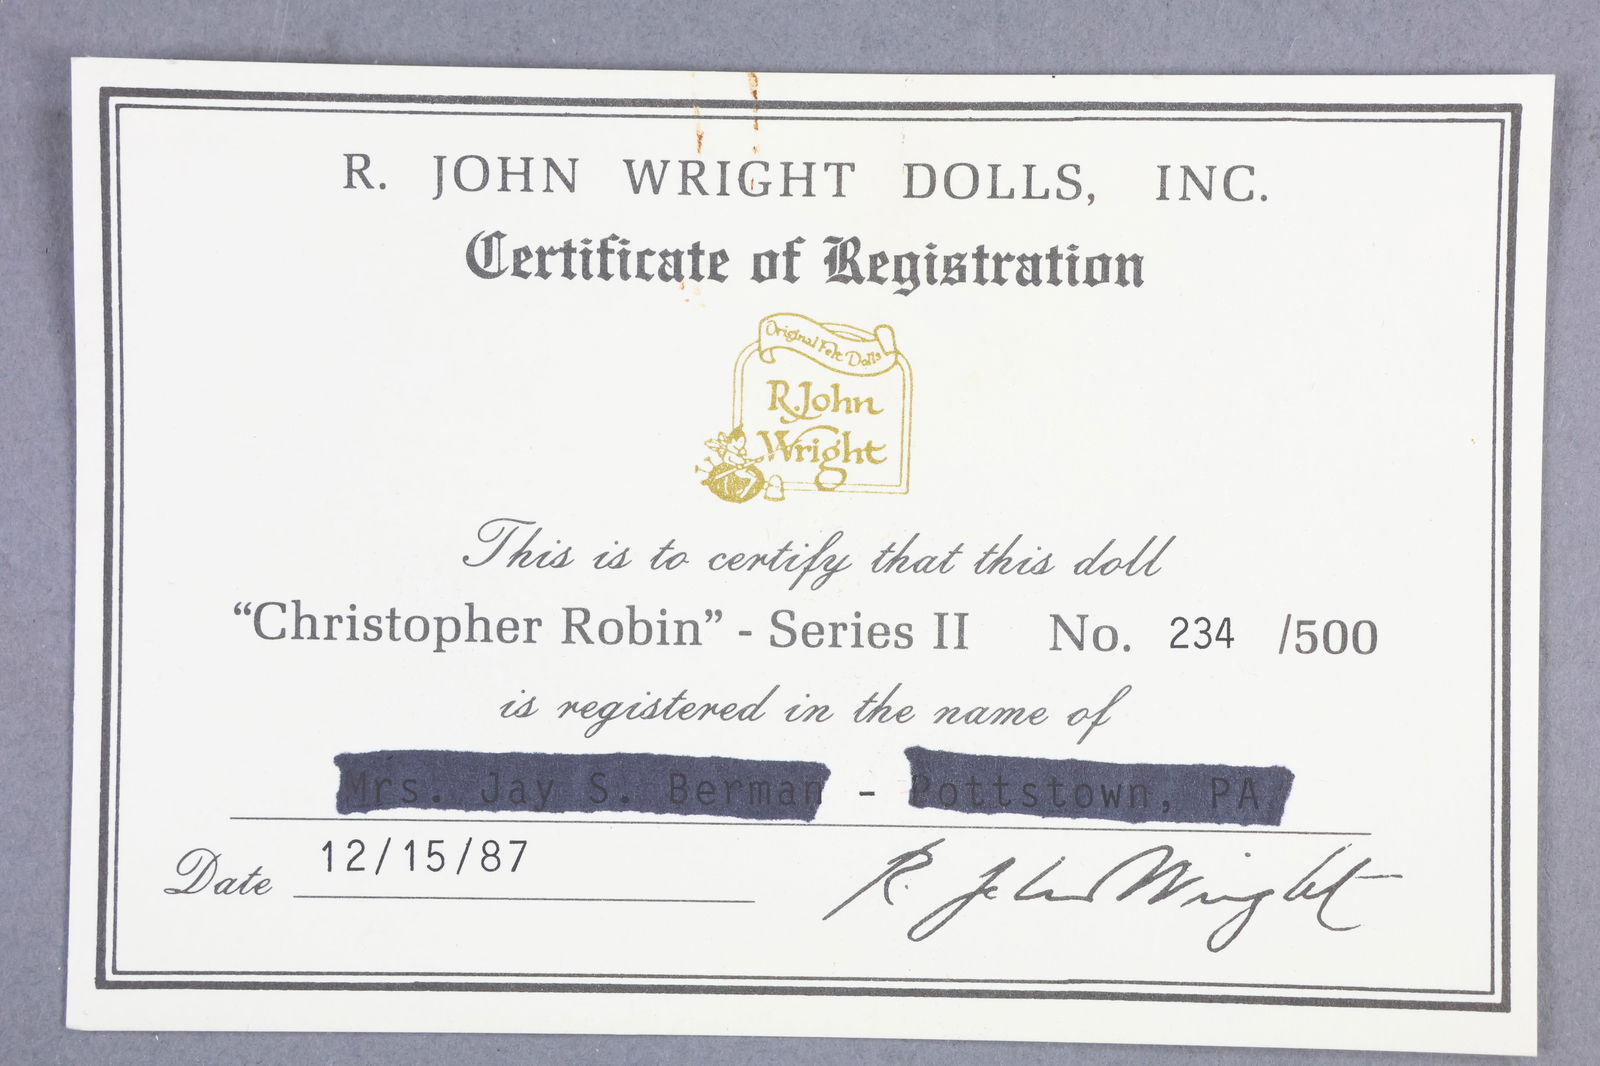 R. JOHN WRIGHT DOLLS, INC.
Certificate of Registration
Original Felt Dolls
R. John
Wright
This is to certify that this doll
"Christopher Robin" - Series II No. 234 /500
is registered in the name of
-
Date 12/15/87
R. John Wright